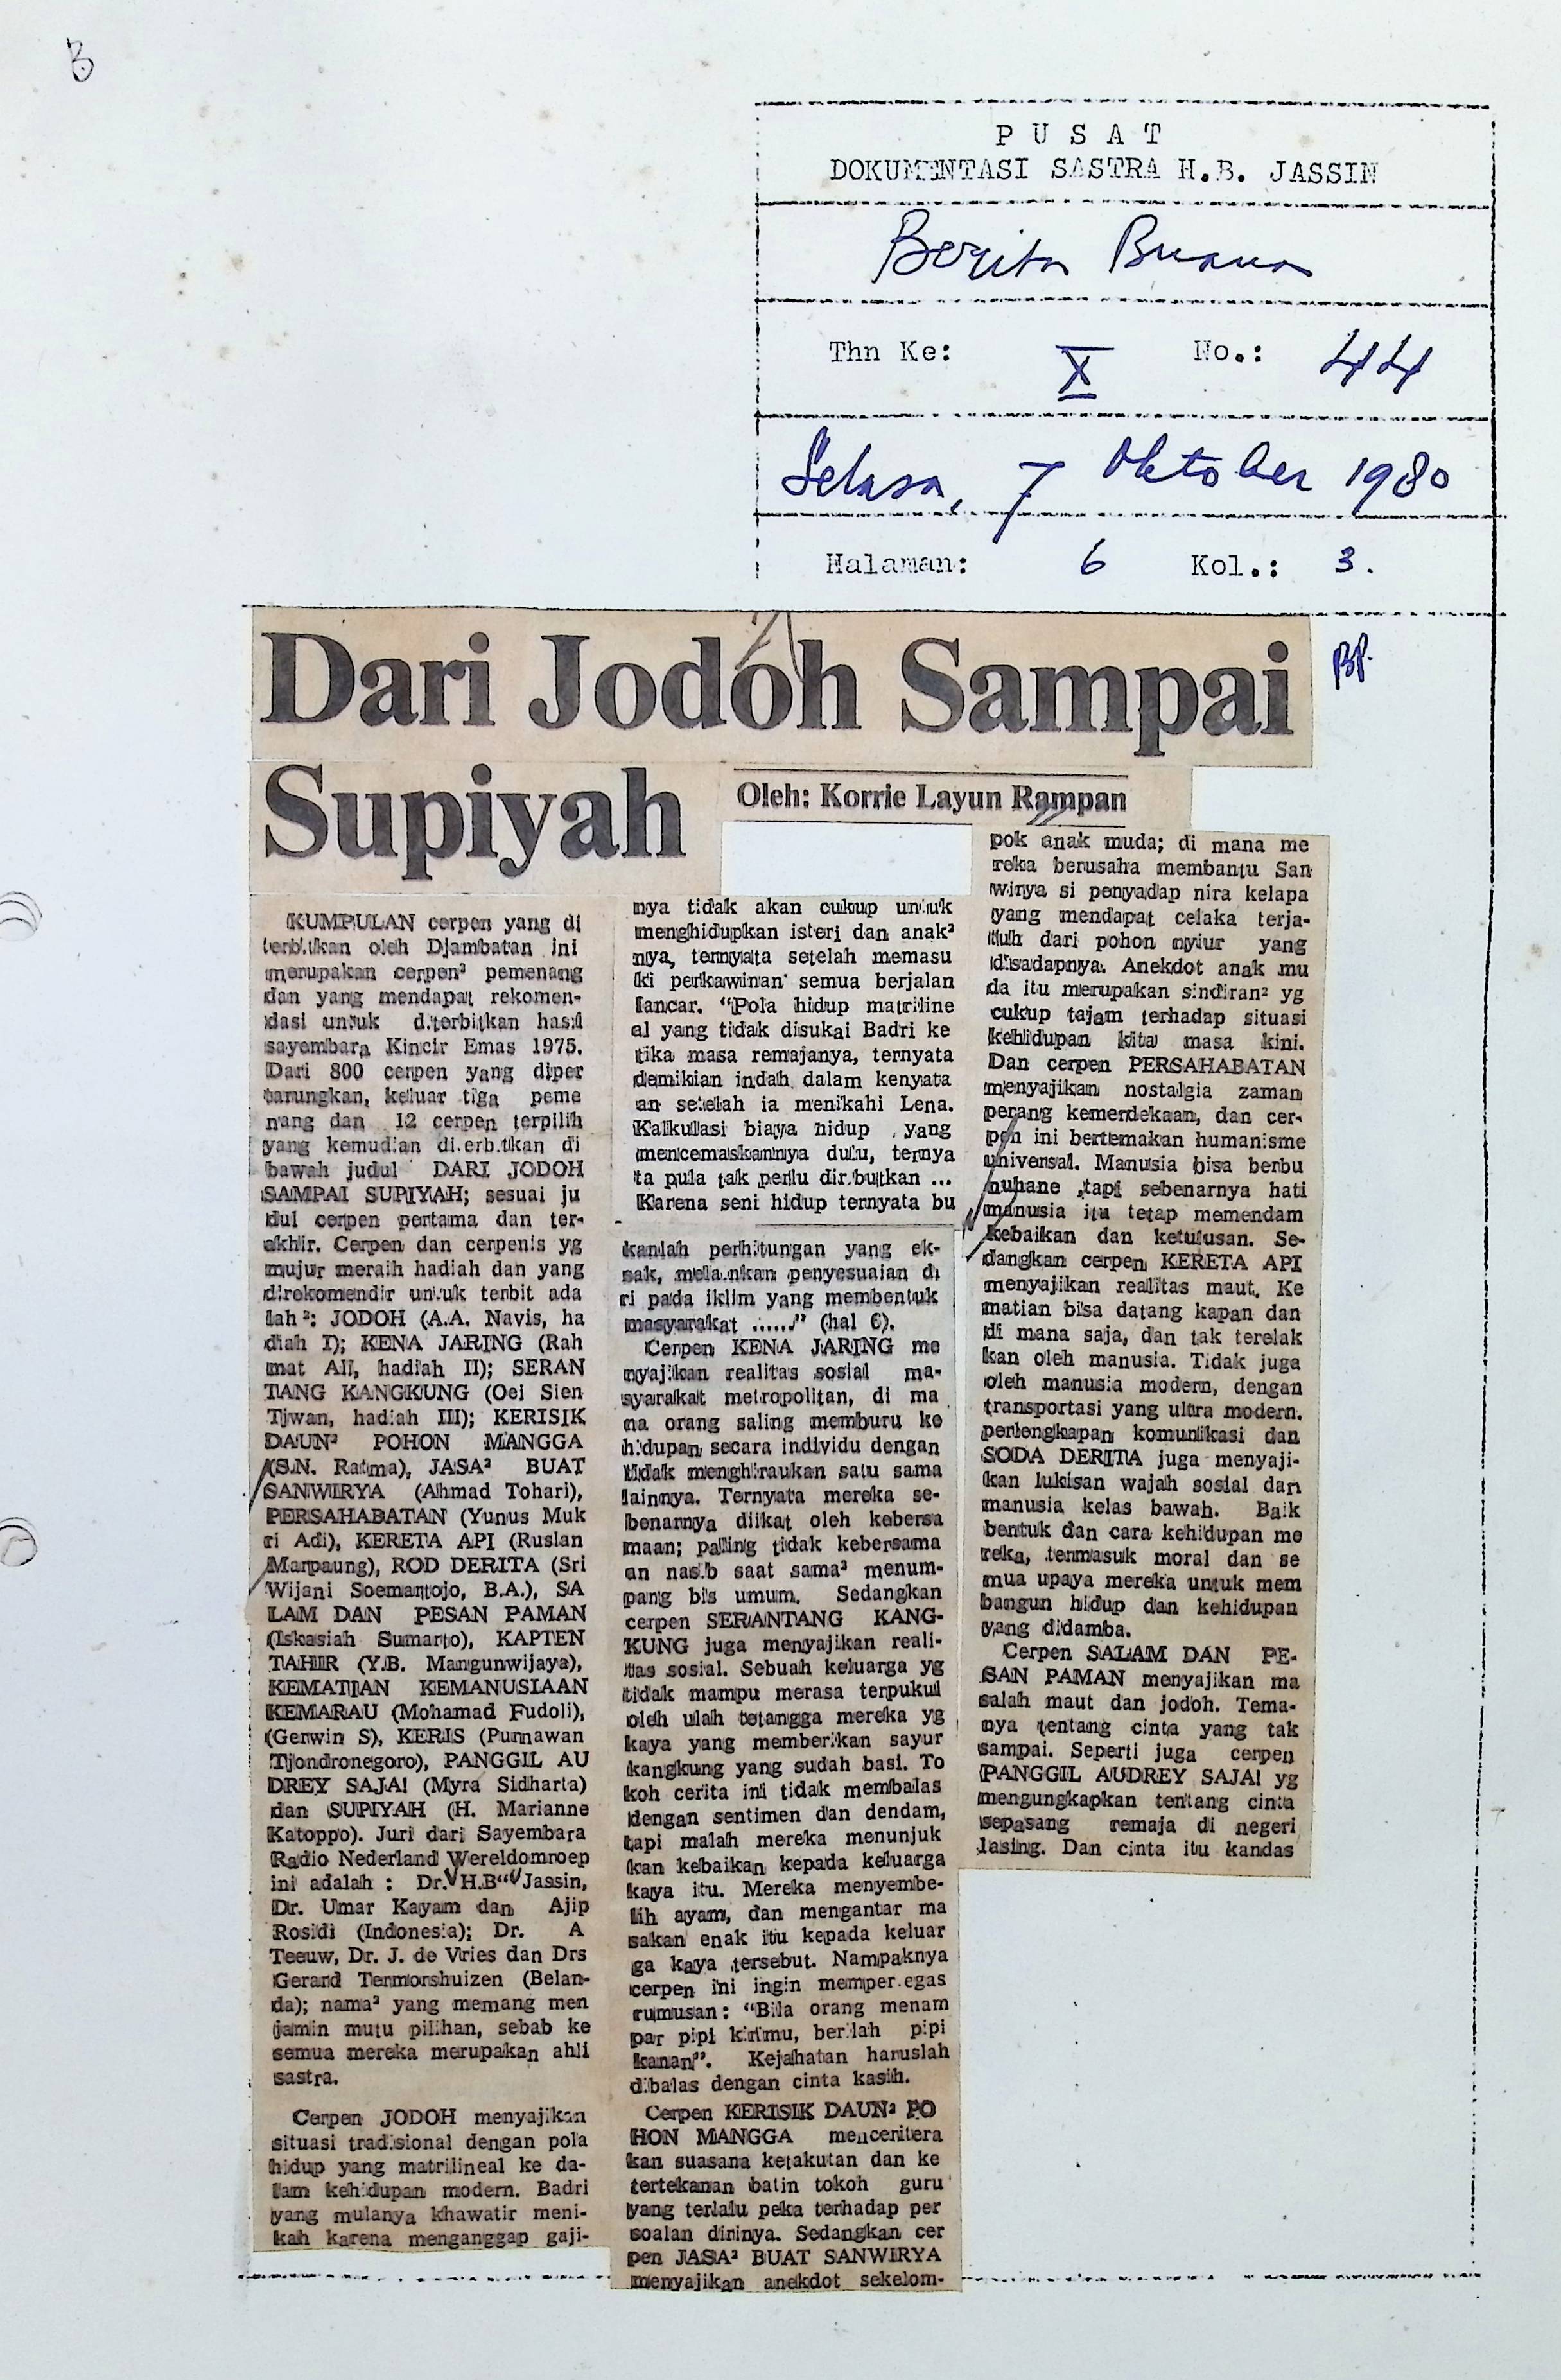 B
P U S A T
DOKUMENTASI SASTRA H.B. JASSIN
Berita Buana
Thn Ke: X No.: 44
Selasa, 7 Oktober 1980
Halaman: 6 Kol.: 3.
BP.
Dari Jodoh Sampai
Supiyah
Oleh: Korrie Layun Rampan
KUMPULAN cerpen yang di
terbitkan oleh Djambatan ini
merupakan cerpen² pemenang
dan yang mendapat rekomen-
dasi untuk diterbitkan hasil
sayembara Kincir Emas 1975.
Dari 800 cerpen yang diper
tarungkan, keluar tiga peme
nang dan 12 cerpen terpilih
yang kemudian diterbitkan di
bawah judul DARI JODOH
SAMPAI SUPIYAH; sesuai ju
dul cerpen pertama dan ter-
akhir. Cerpen dan cerpenis yg
mujur meraih hadiah dan yang
direkomendir untuk terbit ada
lah²: JODOH (A.A. Navis, ha
diah I); KENA JARING (Rah
mat Ali, hadiah II); SERAN
TANG KANGKUNG (Oei Sien
Tjwan, hadiah III); KERISIK
DAUN² POHON MANGGA
(S.N. Ratma), JASA² BUAT
SANWIRYA (Ahmad Tohari),
PERSAHABATAN (Yunus Muk
ri Adi), KERETA API (Ruslan
Marpaung), ROD DERITA (Sri
Wijani Soemantojo, B.A.), SA
LAM DAN PESAN PAMAN
(Iskasiah Sumarto), KAPTEN
TAHIR (Y.B. Mangunwijaya),
KEMATIAN KEMANUSIAAN
KEMARAU (Mohamad Fudoli),
(Gerwin S), KERIS (Purnawan
Tjondronegoro), PANGGIL AU
DREY SAJA! (Myra Sidharta)
dan SUPIYAH (H. Marianne
Katoppo). Juri dari Sayembara
Radio Nederland Wereldomroep
ini adalah : Dr. H.B" Jassin,
Dr. Umar Kayam dan Ajip
Rosidi (Indonesia); Dr. A
Teeuw, Dr. J. de Vries dan Drs
Gerard Termorshuizen (Belan-
da); nama² yang memang men
jamin mutu pilihan, sebab ke
semua mereka merupakan ahli
sastra.
Cerpen JODOH menyajikan
situasi tradisional dengan pola
hidup yang matrilineal ke da-
lam kehidupan modern. Badri
yang mulanya khawatir meni-
kah karena menganggap gaji-
nya tidak akan cukup untuk
menghidupkan isteri dan anak²
nya, ternyata setelah memasu
ki perkawinan semua berjalan
lancar. "Pola hidup matriline
al yang tidak disukai Badri ke
tika masa remajanya, ternyata
demikian indah dalam kenyata
an setelah ia menikahi Lena.
Kalkulasi biaya hidup yang
mencemaskannya dulu, ternya
ta pula tak perlu diributkan ...
Karena seni hidup ternyata bu
kanlah perhitungan yang ek-
sak, melainkan penyesuaian di
ri pada iklim yang membentuk
masyarakat ......" (hal 6).
Cerpen KENA JARING me
nyajikan realitas sosial ma-
syarakat metropolitan, di ma
na orang saling memburu ke
hidupan secara individu dengan
tidak menghiraukan satu sama
lainnya. Ternyata mereka se-
benarnya diikat oleh kebersa
maan; paling tidak kebersama
an nasib saat sama² menum-
pang bis umum. Sedangkan
cerpen SERANTANG KANG-
KUNG juga menyajikan reali-
tas sosial. Sebuah keluarga yg
tidak mampu merasa terpukul
oleh ulah tetangga mereka yg
kaya yang memberikan sayur
kangkung yang sudah basi. To
koh cerita ini tidak membalas
dengan sentimen dan dendam,
tapi malah mereka menunjuk
kan kebaikan kepada keluarga
kaya itu. Mereka menyembe-
lih ayam, dan mengantar ma
sakan enak itu kepada keluar
ga kaya tersebut. Nampaknya
cerpen ini ingin mempertegas
rumusan: "Bila orang menam
par pipi kirimu, berilah pipi
kanan". Kejahatan haruslah
dibalas dengan cinta kasih.
Cerpen KERISIK DAUN² PO
HON MANGGA menceritera
kan suasana ketakutan dan ke
tertekanan batin tokoh guru
yang terlalu peka terhadap per
soalan dirinya. Sedangkan cer
pen JASA² BUAT SANWIRYA
menyajikan anekdot sekelom-
pok anak muda; di mana me
reka berusaha membantu San
wirya si penyadap nira kelapa
yang mendapat celaka terja-
tuh dari pohon nyiur yang
disadapnya. Anekdot anak mu
da itu merupakan sindiran² yg
cukup tajam terhadap situasi
kehidupan kita masa kini.
Dan cerpen PERSAHABATAN
menyajikan nostalgia zaman
perang kemerdekaan, dan cer-
pen ini bertemakan humanisme
universal. Manusia bisa berbu
nuhane ,tapi sebenarnya hati
manusia itu tetap memendam
kebaikan dan ketulusan. Se-
dangkan cerpen KERETA API
menyajikan realitas maut. Ke
matian bisa datang kapan dan
di mana saja, dan tak terelak
kan oleh manusia. Tidak juga
oleh manusia modern, dengan
transportasi yang ultra modern.
perlengkapan komunikasi dan
SODA DERITA juga menyaji-
kan lukisan wajah sosial dari
manusia kelas bawah. Baik
bentuk dan cara kehidupan me
reka, termasuk moral dan se
mua upaya mereka untuk mem
bangun hidup dan kehidupan
yang didamba.
Cerpen SALAM DAN PE-
SAN PAMAN menyajikan ma
salah maut dan jodoh. Tema-
nya tentang cinta yang tak
sampai. Seperti juga cerpen
PANGGIL AUDREY SAJA! yg
mengungkapkan tentang cinta
sepasang remaja di negeri
lasing. Dan cinta itu kandas